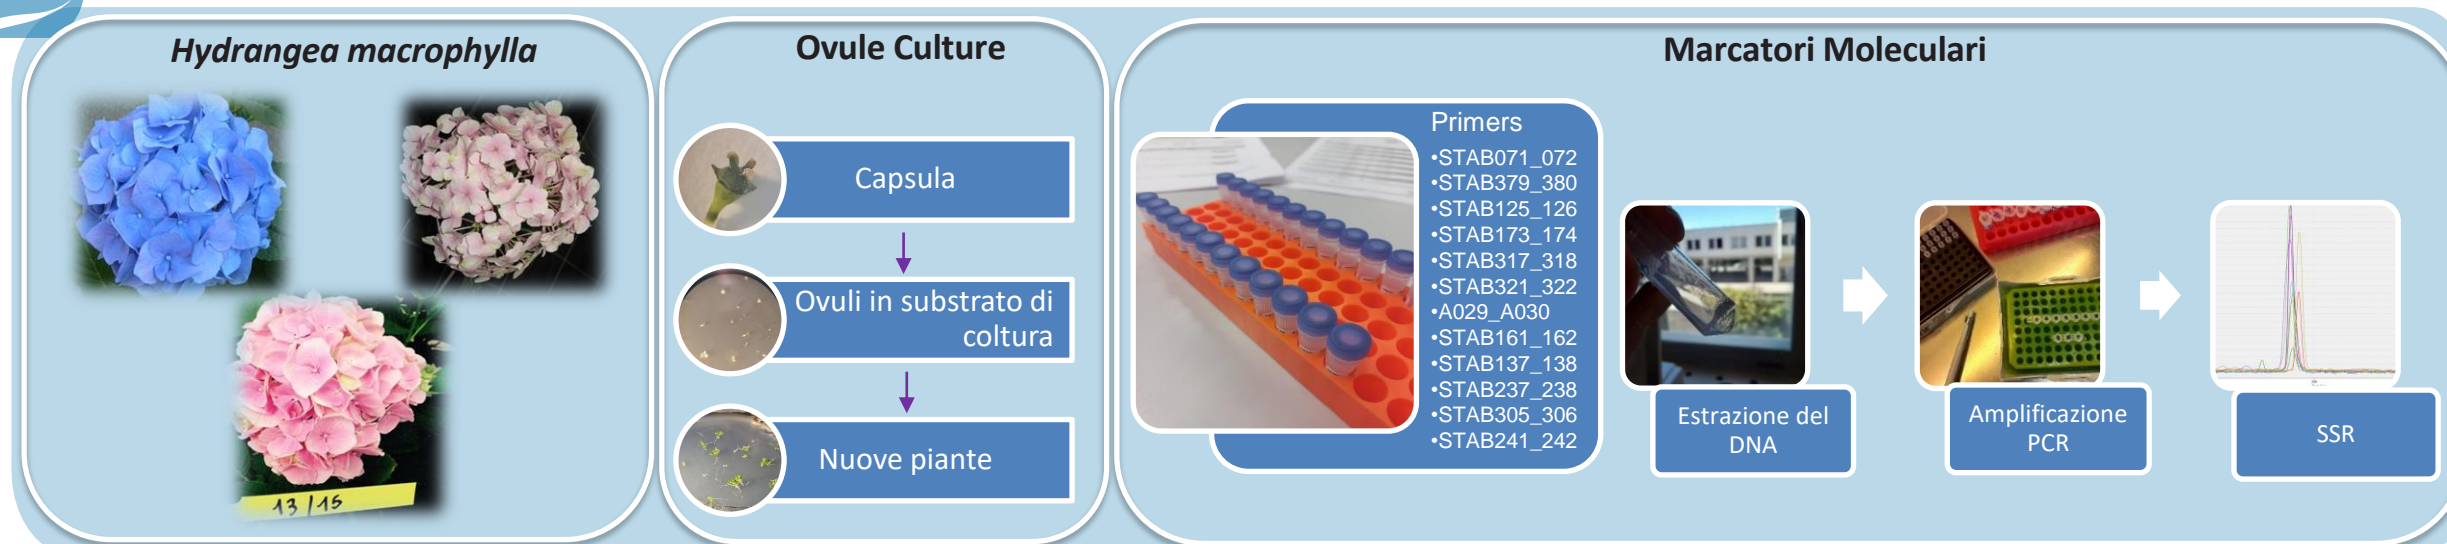 Hydrangea macrophylla
13/15
Ovule Culture
Capsula
Ovuli in substrato di
coltura
Nuove piante
Marcatori Moleculari
Primers
•STAB071_072
•STAB379_380
•STAB125_126
•STAB173_174
•STAB317_318
•STAB321_322
•A029_A030
•STAB161_162
•STAB137_138
•STAB237_238
•STAB305_306
•STAB241_242
Estrazione del
DNA
Amplificazione
PCR
SSR